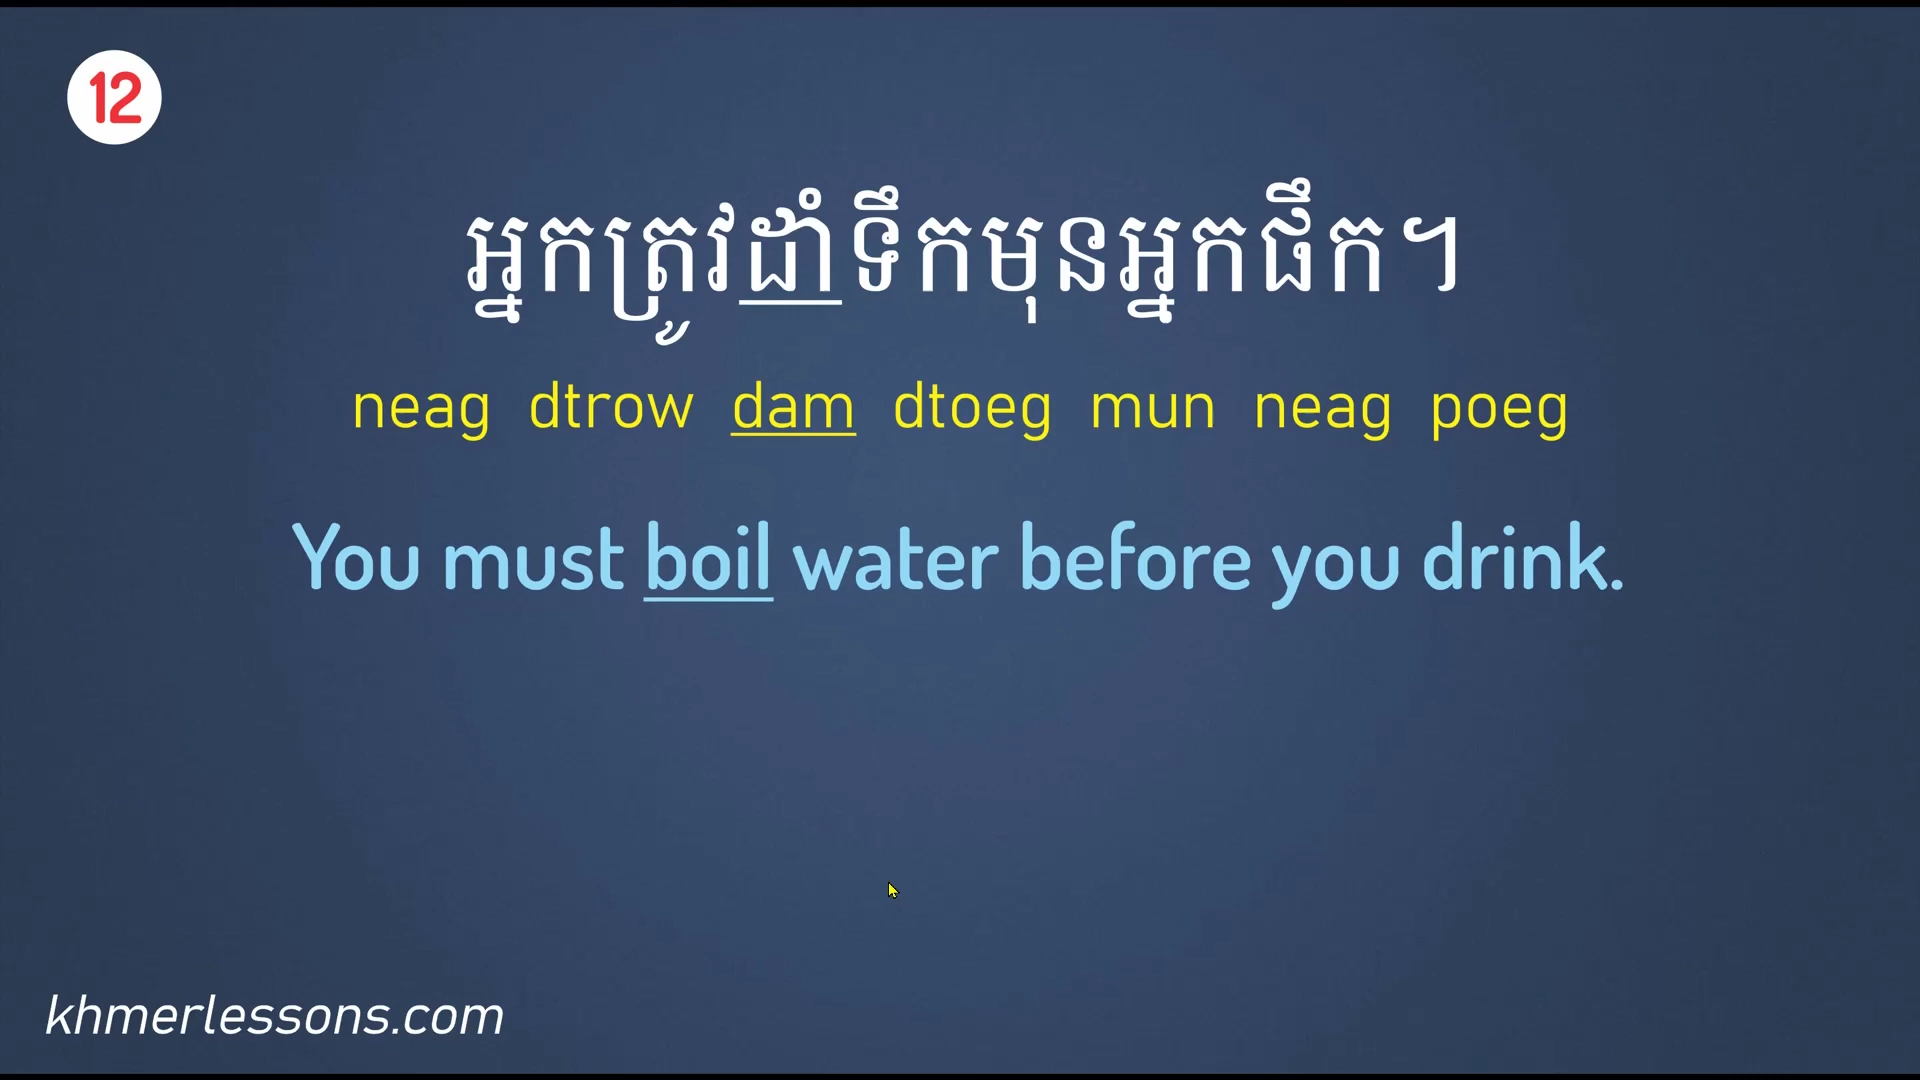 12
អ្នកត្រូវដាំទឹកមុនអ្នកផឹក។
neag dtrow dam dtoeg mun neag poeg
You must boil water before you drink.
khmerlessons.com